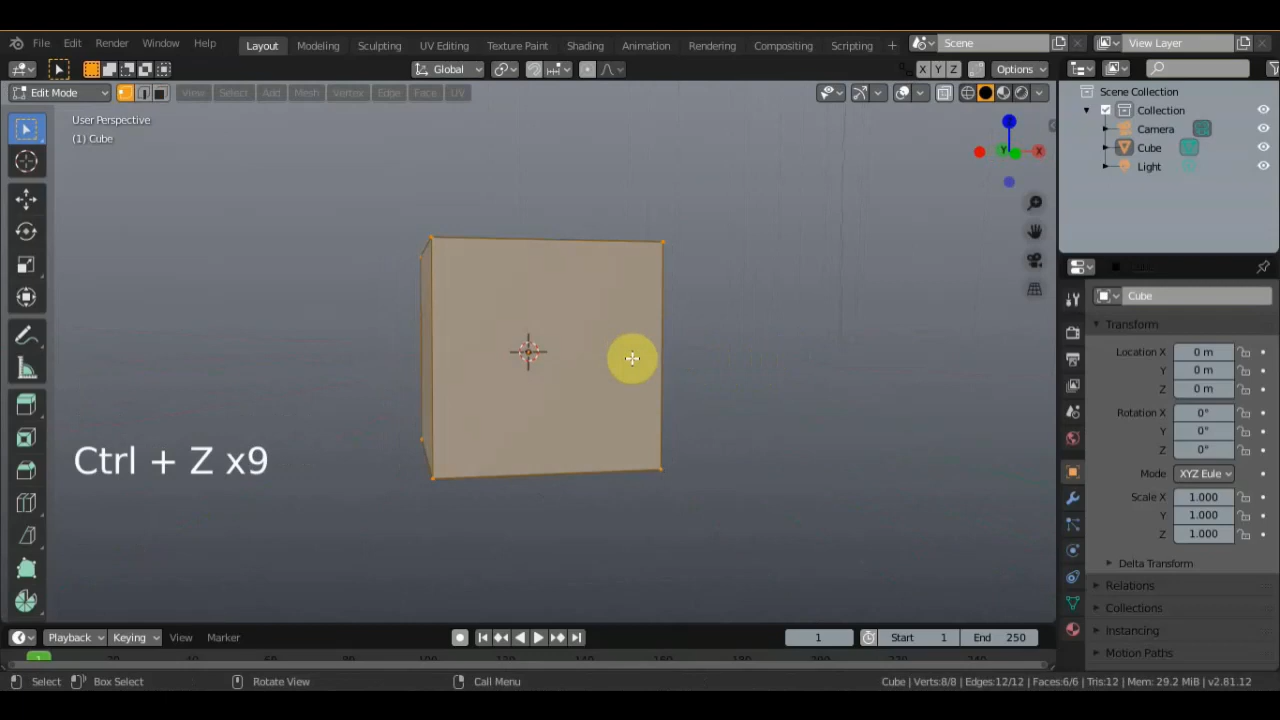 File Edit Render Window Help Layout Modeling Sculpting UV Editing Texture Paint Shading Animation Rendering Compositing Scripting + Scene View Layer
Global X Y Z Options
Edit Mode View Select Add Mesh Vertex Edge Face UV
User Perspective
(1) Cube
Z
Y X
Ctrl + Z x9
Scene Collection
Collection
Camera
Cube
Light
Cube
Transform
Location X 0 m
Y 0 m
Z 0 m
Rotation X 0°
Y 0°
Z 0°
Mode XYZ Eule
Scale X 1.000
Y 1.000
Z 1.000
Delta Transform
Relations
Collections
Instancing
Motion Paths
Playback Keying View Marker 1 Start 1 End 250
Select Box Select Rotate View Call Menu Cube | Verts:8/8 | Edges:12/12 | Faces:6/6 | Tris:12 | Mem: 29.2 MiB | v2.81.12